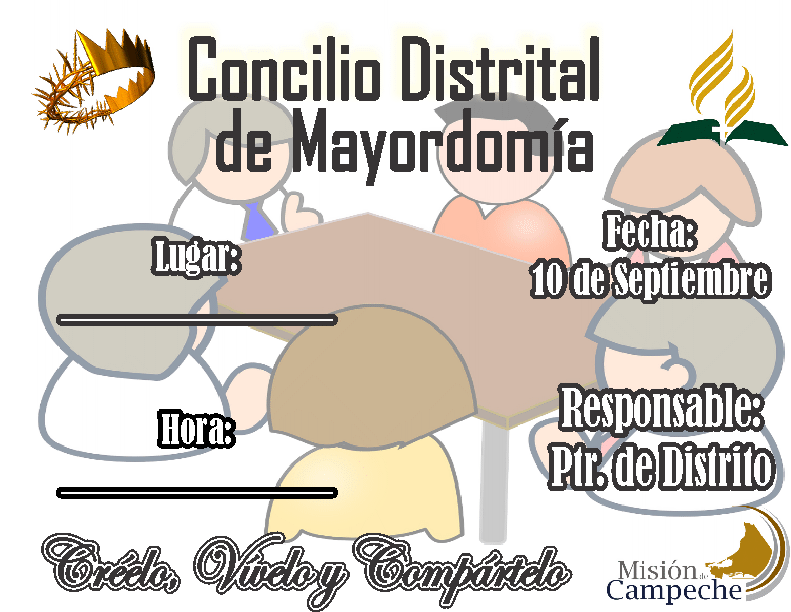 Concilio Distrital
de Mayordomía
Lugar:
Fecha:
10 de Septiembre
Hora:
Responsable:
Ptr. de Distrito
Créelo, Vívelo y Compártelo
Misión de
Campeche